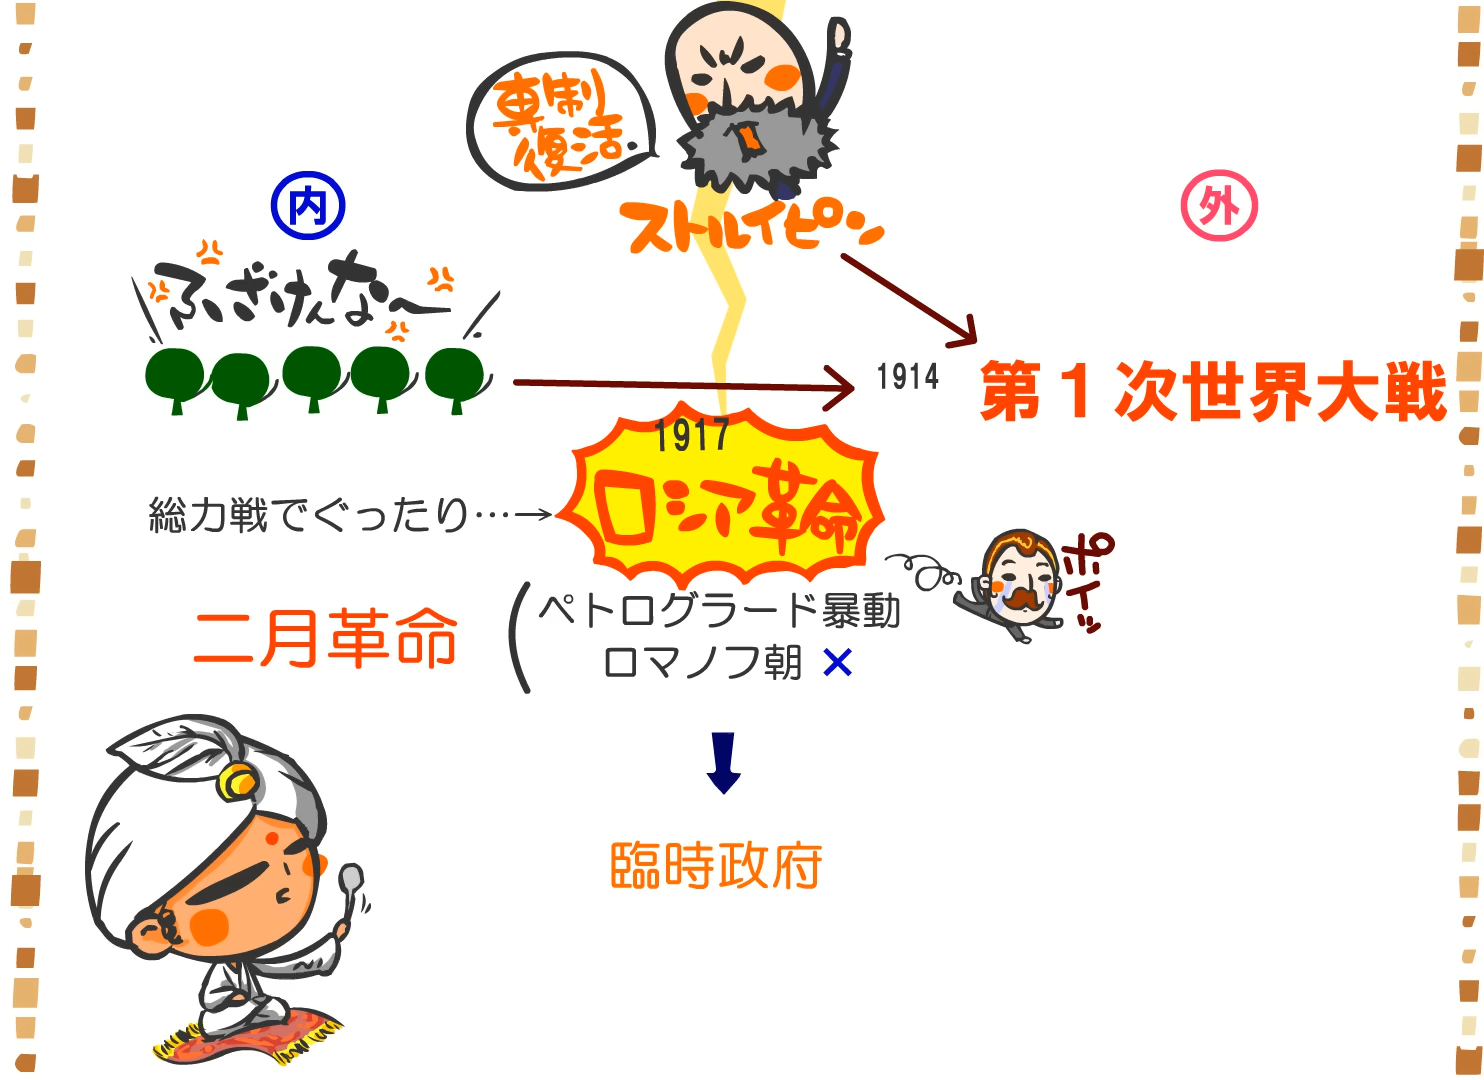 専制
復活
ストルイピン
内
外
ふざけんな〜
1914
第1次世界大戦
1917
ロシア革命
総力戦でぐったり…→
ポイッ
二月革命
ペトログラード暴動
ロマノフ朝 ×
臨時政府